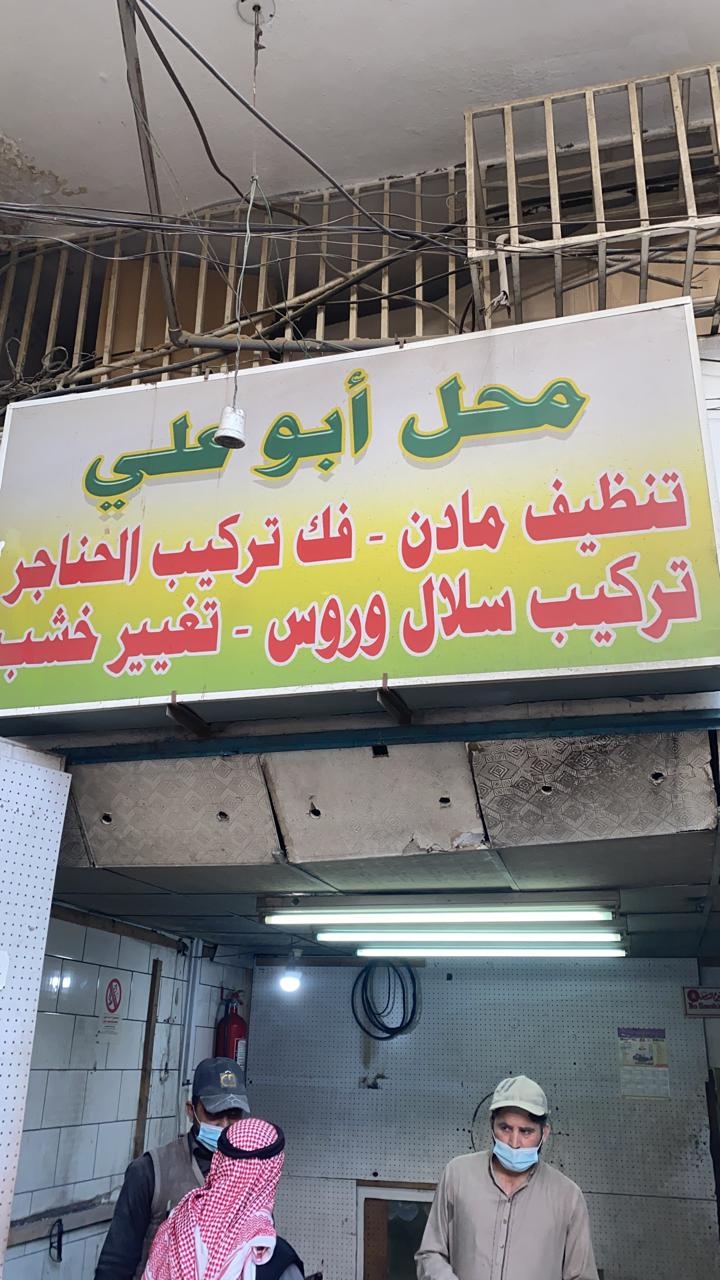 محل أبو علي
تنظيف مادن - فك تركيب الحناجر
تركيب سلال وروس - تغيير خشب